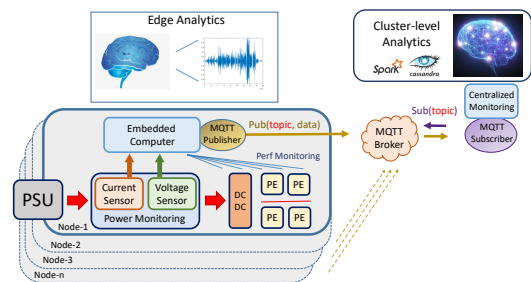 Edge Analytics
Cluster-level
Analytics
Spark
cassandra
Centralized
Monitoring
Embedded
Computer
MQTT
Publisher
Pub(topic, data)
MQTT
Broker
Sub(topic)
MQTT
Subscriber
Perf Monitoring
PSU
Current
Sensor
Voltage
Sensor
Power Monitoring
DC
DC
PE
PE
PE
PE
Node-1
Node-2
Node-3
Node-n